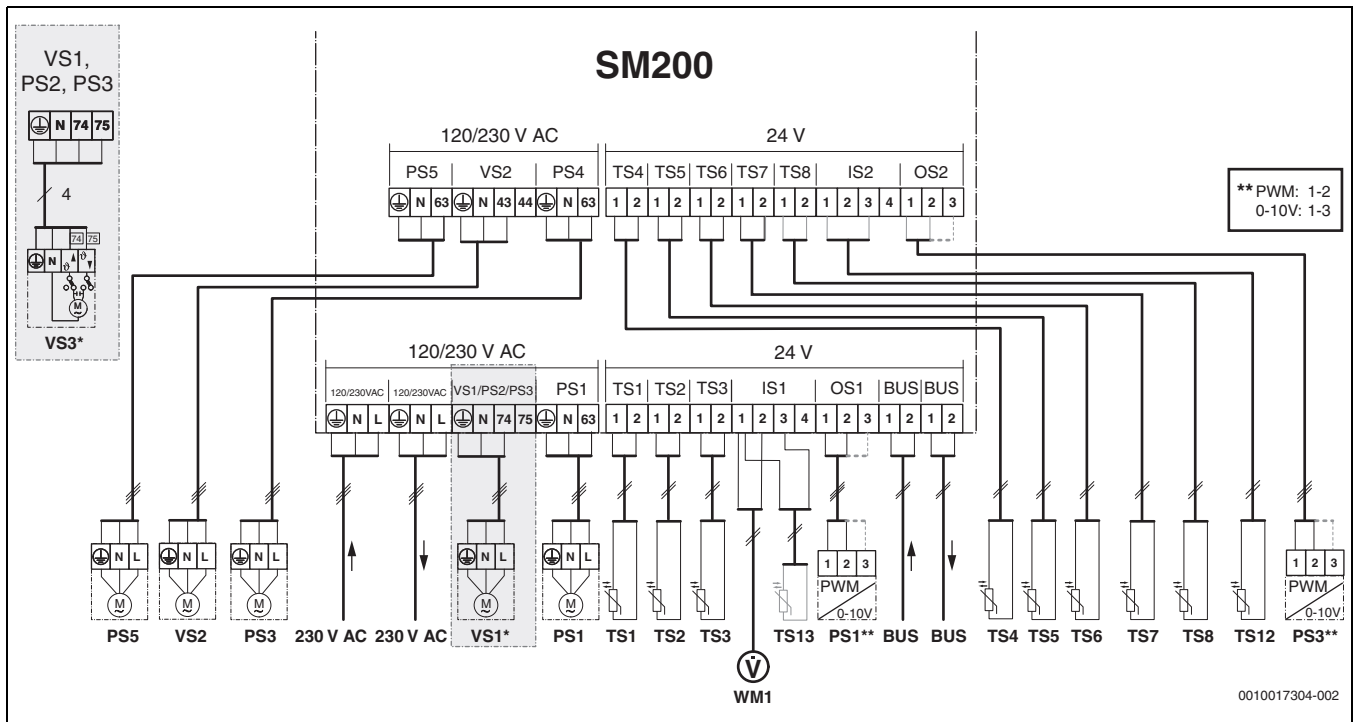 VS1,
PS2, PS3
N 74 75
4
74 75
N ϑ ϑ
M
~
VS3*
SM200
120/230 V AC 24 V
PS5 VS2 PS4 TS4 TS5 TS6 TS7 TS8 IS2 OS2
N 63 N 43 44 N 63 1 2 1 2 1 2 1 2 1 2 1 2 3 4 1 2 3
** PWM: 1-2
0-10V: 1-3
120/230 V AC 24 V
120/230VAC 120/230VAC VS1/PS2/PS3 PS1 TS1 TS2 TS3 IS1 OS1 BUS BUS
N L N L N 74 75 N 63 1 2 1 2 1 2 1 2 3 4 1 2 3 1 2 1 2
N L N L N L N L N L 1 2 3 1 2 3
PWM PWM
0-10V 0-10V
M M M M M
~ ~ ~ ~ ~
PS5 VS2 PS3 230 V AC 230 V AC VS1* PS1 TS1 TS2 TS3 TS13 PS1** BUS BUS TS4 TS5 TS6 TS7 TS8 TS12 PS3**
V̇
WM1
0010017304-002